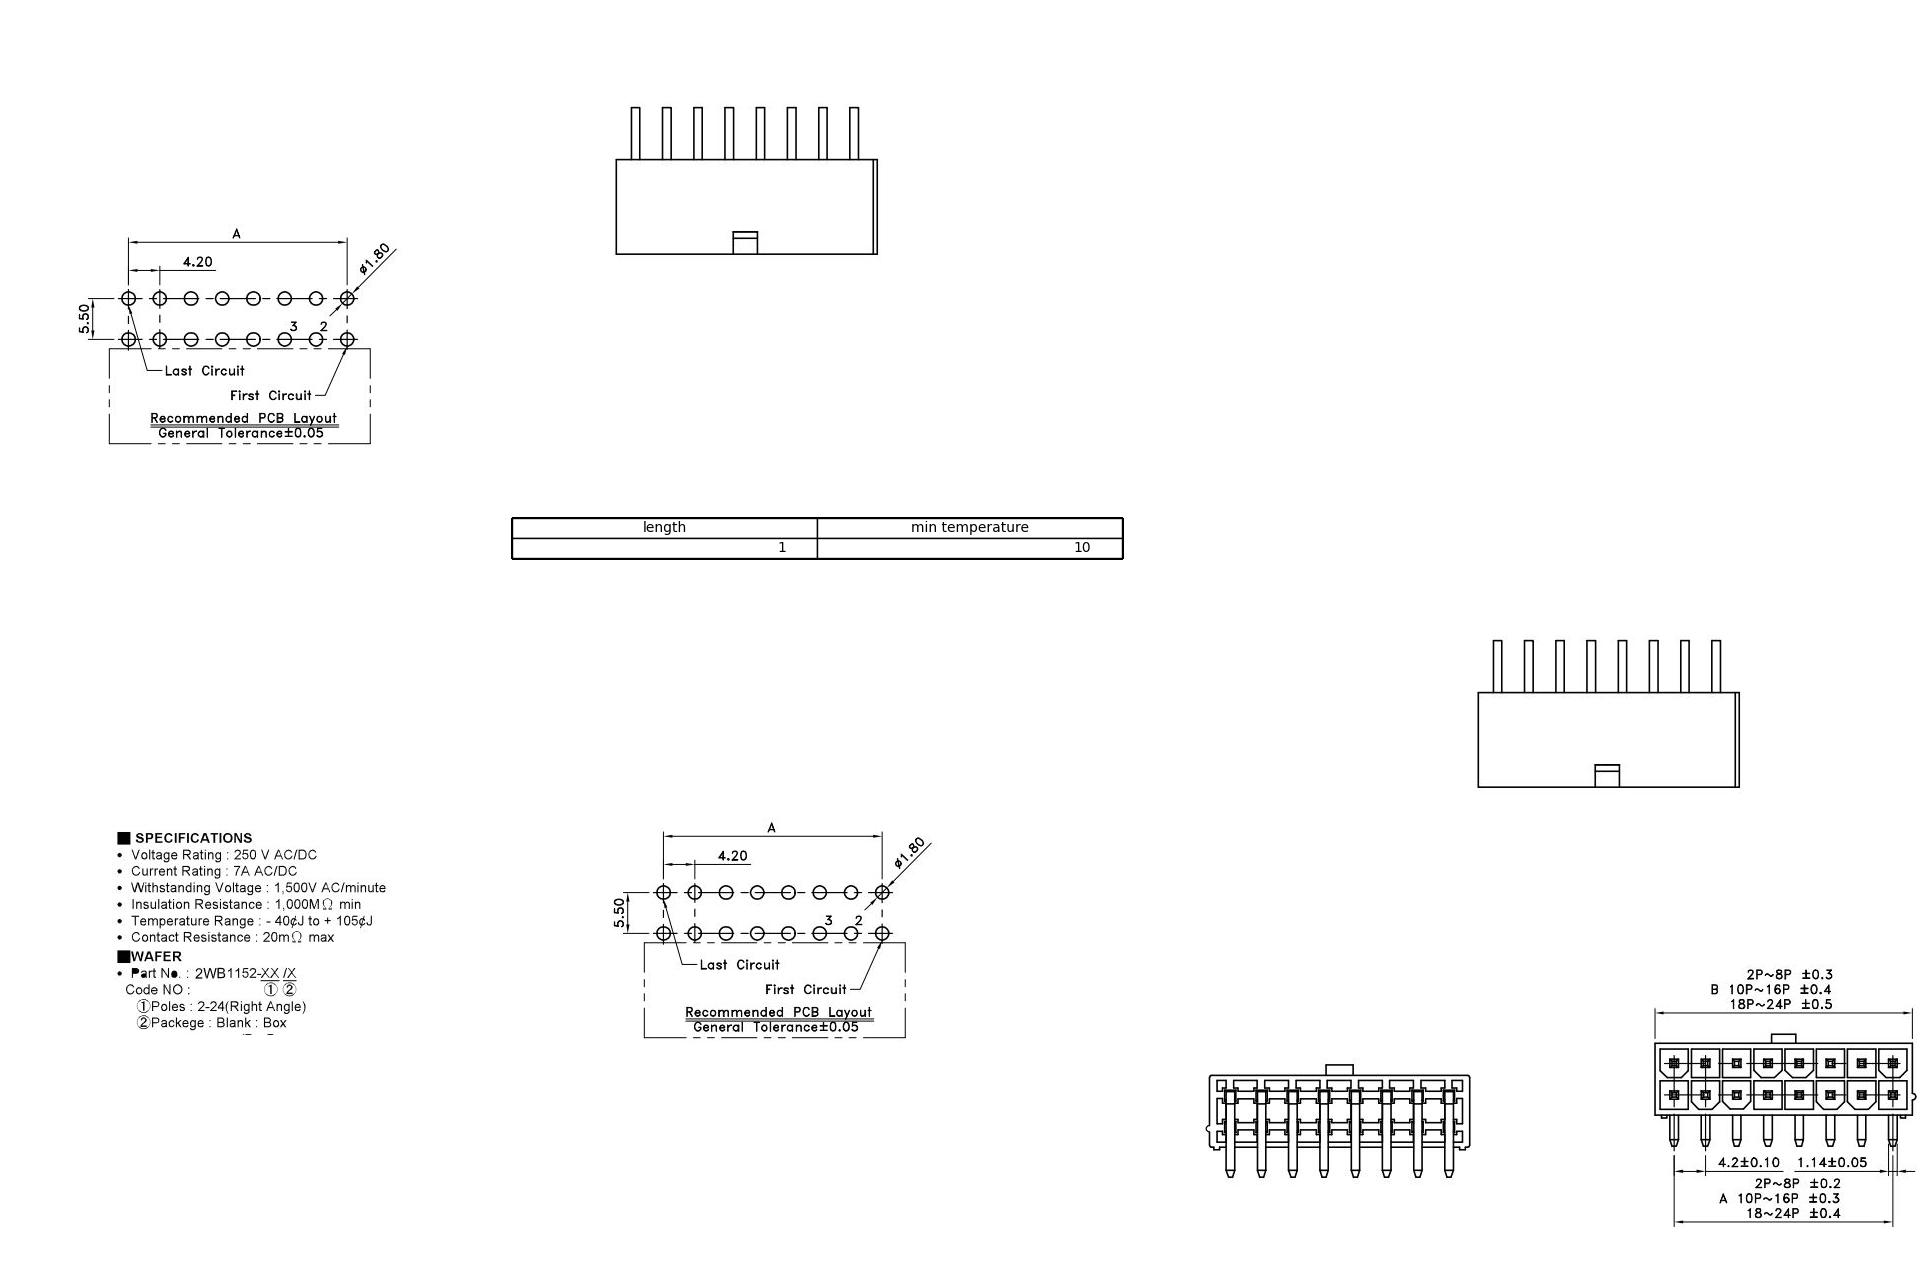 A
4.20
ø1.80
5.50
3 2
Last Circuit
First Circuit
Recommended PCB Layout
General Tolerance±0.05
length min temperature
1 10
■ SPECIFICATIONS
• Voltage Rating : 250 V AC/DC
• Current Rating : 7A AC/DC
• Withstanding Voltage : 1,500V AC/minute
• Insulation Resistance : 1,000MΩ min
• Temperature Range : - 40¢J to + 105¢J
• Contact Resistance : 20mΩ max
■WAFER
• Part No. : 2WB1152-XX /X
Code NO : ① ②
①Poles : 2-24(Right Angle)
②Packege : Blank : Box
A
4.20
ø1.80
5.50
3 2
Last Circuit
First Circuit
Recommended PCB Layout
General Tolerance±0.05
2P~8P ±0.3
B 10P~16P ±0.4
18P~24P ±0.5
4.2±0.10 1.14±0.05
2P~8P ±0.2
A 10P~16P ±0.3
18~24P ±0.4